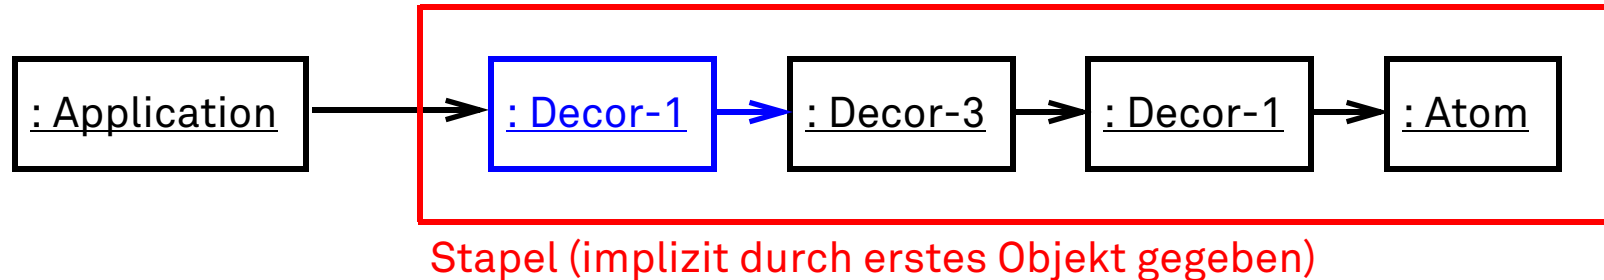 : Application
: Decor-1
: Decor-3
: Decor-1
: Atom
Stapel (implizit durch erstes Objekt gegeben)